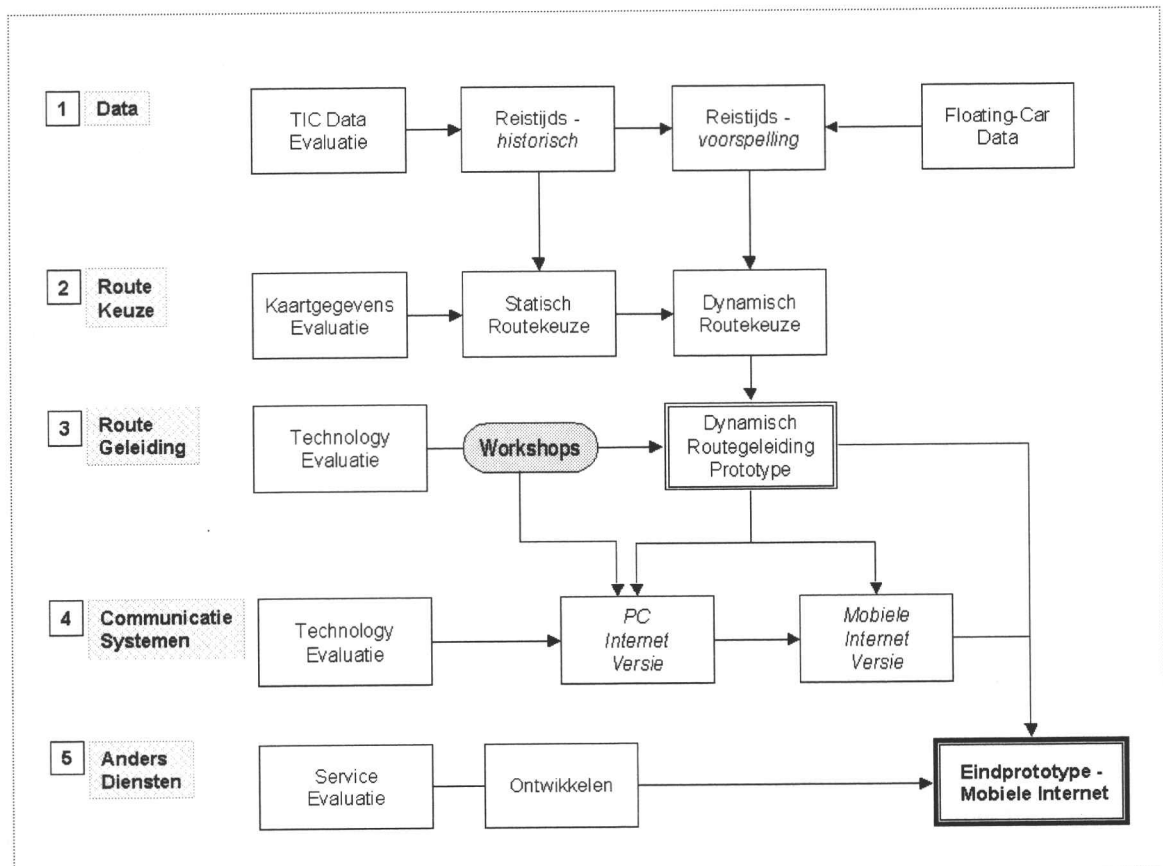 1
Data
TIC Data
Evaluatie
Reistijds -
historisch
Reistijds -
voorspelling
Floating-Car
Data
2
Route
Keuze
Kaartgegevens
Evaluatie
Statisch
Routekeuze
Dynamisch
Routekeuze
3
Route
Geleiding
Technology
Evaluatie
Workshops
Dynamisch
Routegeleiding
Prototype
4
Communicatie
Systemen
Technology
Evaluatie
PC
Internet
Versie
Mobiele
Internet
Versie
5
Anders
Diensten
Service
Evaluatie
Ontwikkelen
Eindprototype -
Mobiele Internet